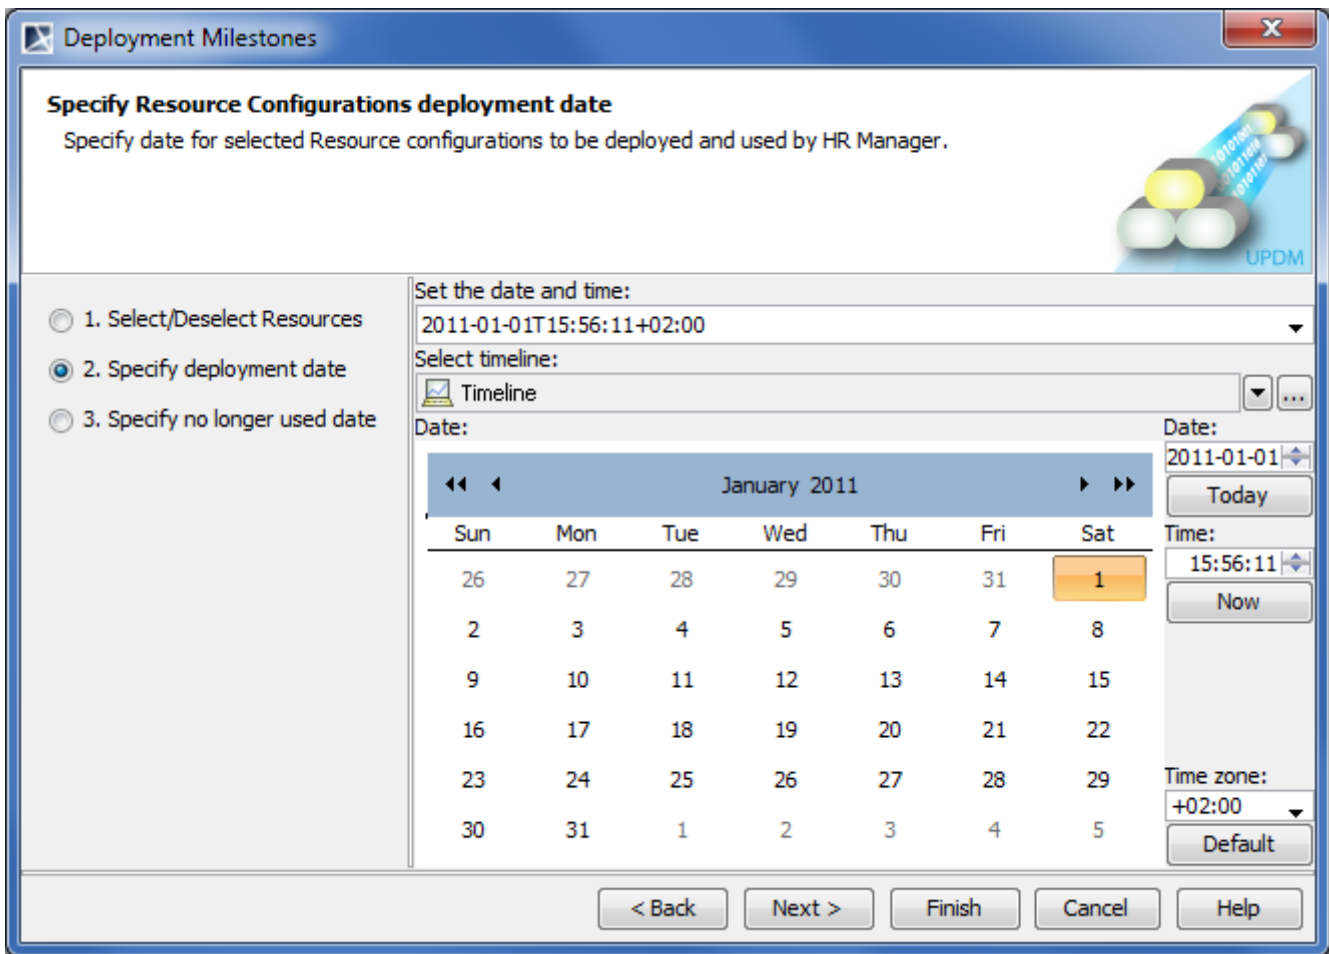 Deployment Milestones
Specify Resource Configurations deployment date
Specify date for selected Resource configurations to be deployed and used by HR Manager.
UPDM
1. Select/Deselect Resources
2. Specify deployment date
3. Specify no longer used date
Set the date and time:
2011-01-01T15:56:11+02:00
Select timeline:
Timeline
...
Date:
January 2011
Sun Mon Tue Wed Thu Fri Sat
26 27 28 29 30 31 1
2 3 4 5 6 7 8
9 10 11 12 13 14 15
16 17 18 19 20 21 22
23 24 25 26 27 28 29
30 31 1 2 3 4 5
Date:
2011-01-01
Today
Time:
15:56:11
Now
Time zone:
+02:00
Default
< Back Next > Finish Cancel Help